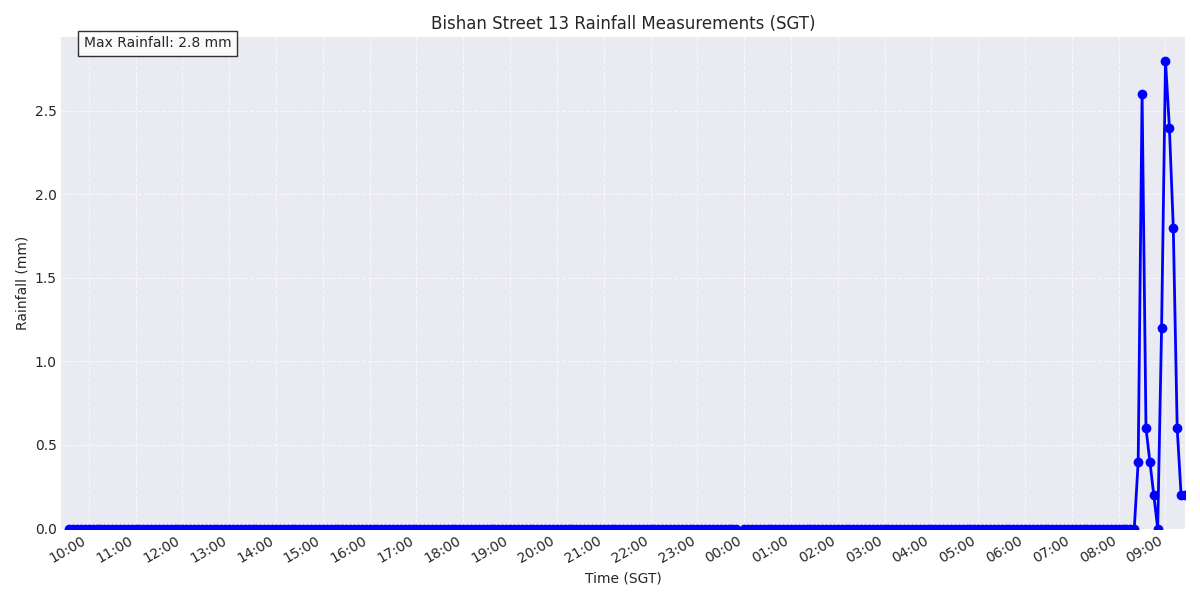 Bishan Street 13 Rainfall Measurements (SGT)
Max Rainfall: 2.8 mm
2.5
2.0
1.5
1.0
0.5
0.0
Rainfall (mm)
10:00 11:00 12:00 13:00 14:00 15:00 16:00 17:00 18:00 19:00 20:00 21:00 22:00 23:00 00:00 01:00 02:00 03:00 04:00 05:00 06:00 07:00 08:00 09:00
Time (SGT)